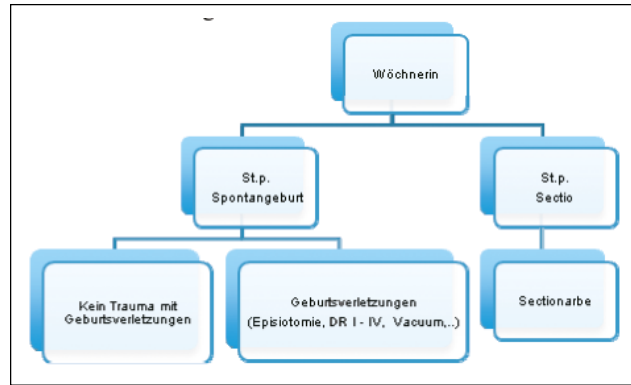 Wöchnerin
St.p.
Spontangeburt
St.p.
Sectio
Kein Trauma mit
Geburtsverletzungen
Geburtsverletzungen
(Episiotomie, DR I - IV, Vacuum,..)
Sectionarbe